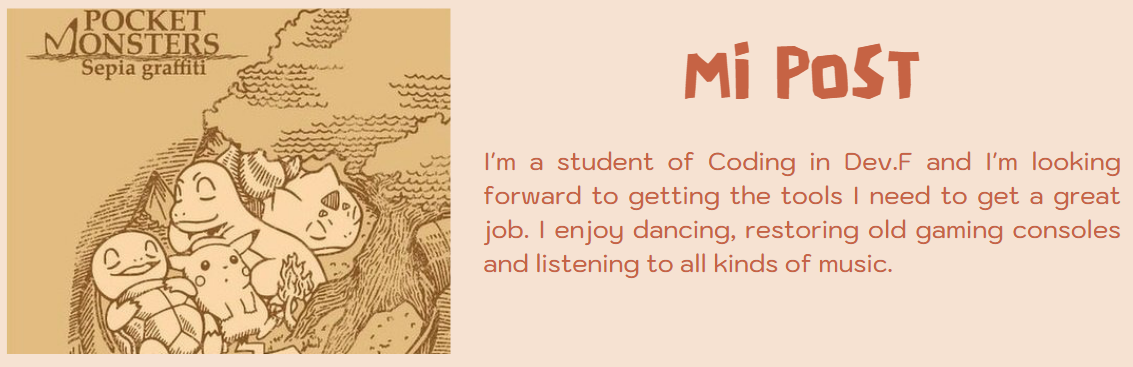 POCKET
MONSTERS
Sepia graffiti
Mi POST
I'm a student of Coding in Dev.F and I'm looking
forward to getting the tools I need to get a great
job. I enjoy dancing, restoring old gaming consoles
and listening to all kinds of music.